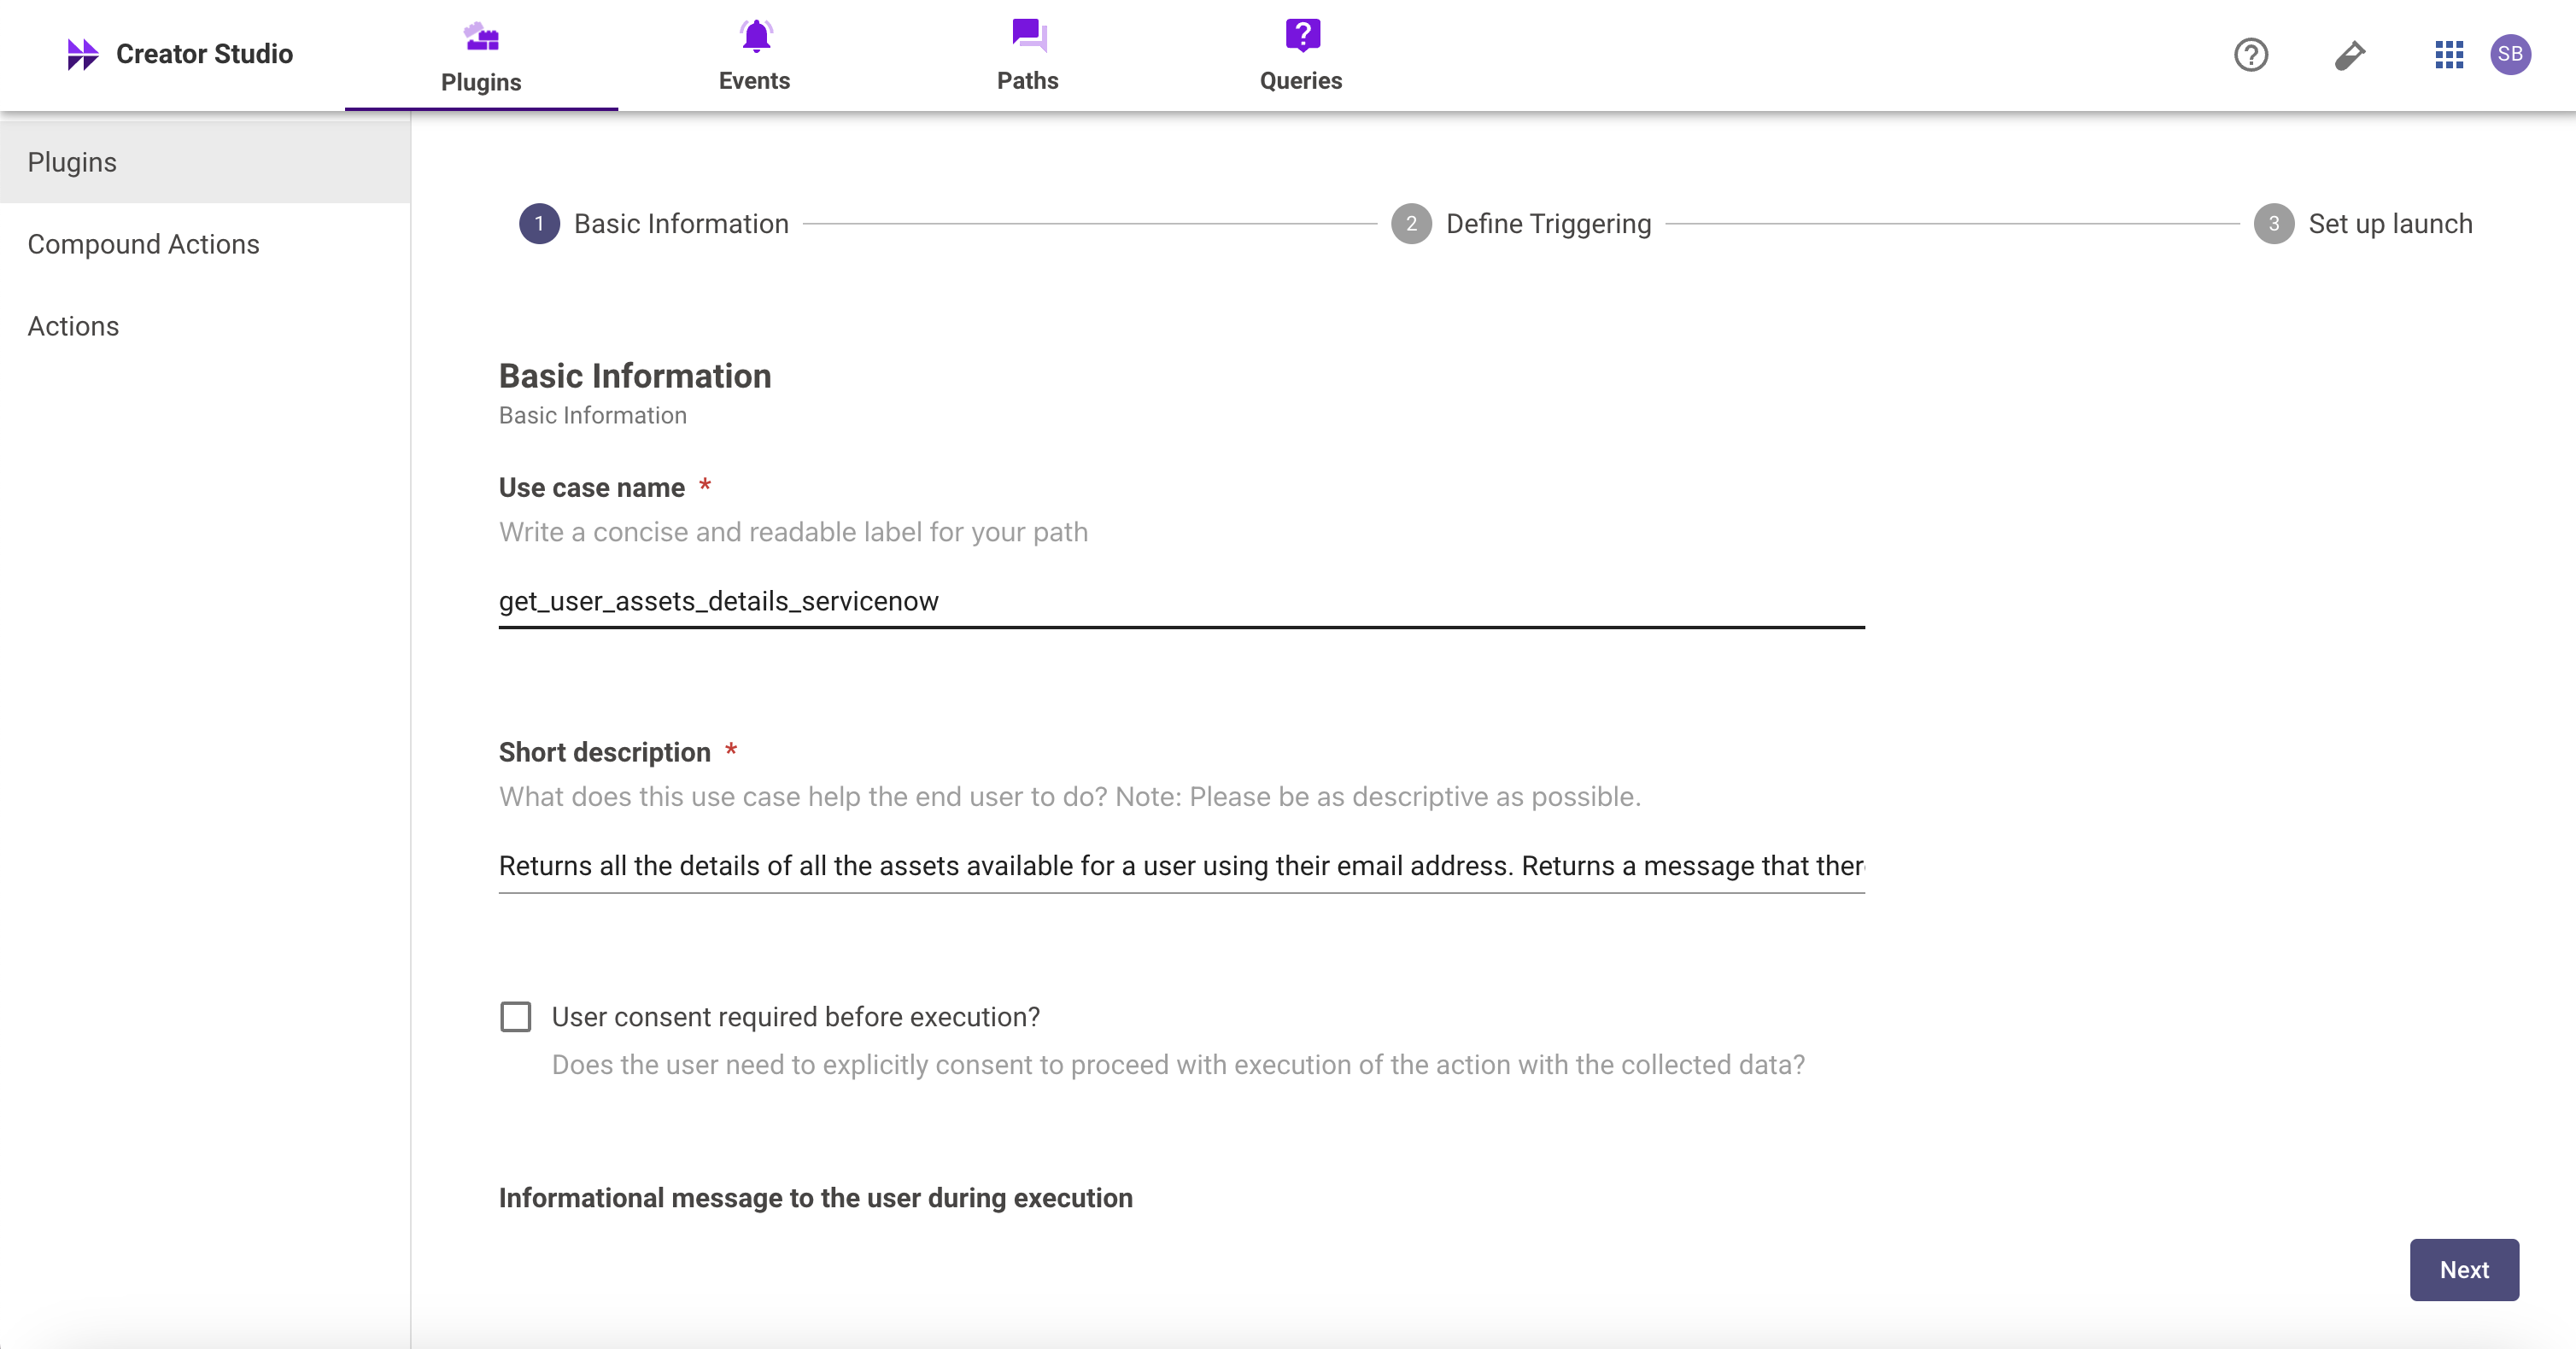 Creator Studio
Plugins
Events
Paths
?
Queries
?
SB
Plugins
Compound Actions
Actions
1 Basic Information
2 Define Triggering
3 Set up launch
Basic Information
Basic Information
Use case name *
Write a concise and readable label for your path
get_user_assets_details_servicenow
Short description *
What does this use case help the end user to do? Note: Please be as descriptive as possible.
Returns all the details of all the assets available for a user using their email address. Returns a message that ther
User consent required before execution?
Does the user need to explicitly consent to proceed with execution of the action with the collected data?
Informational message to the user during execution
Next